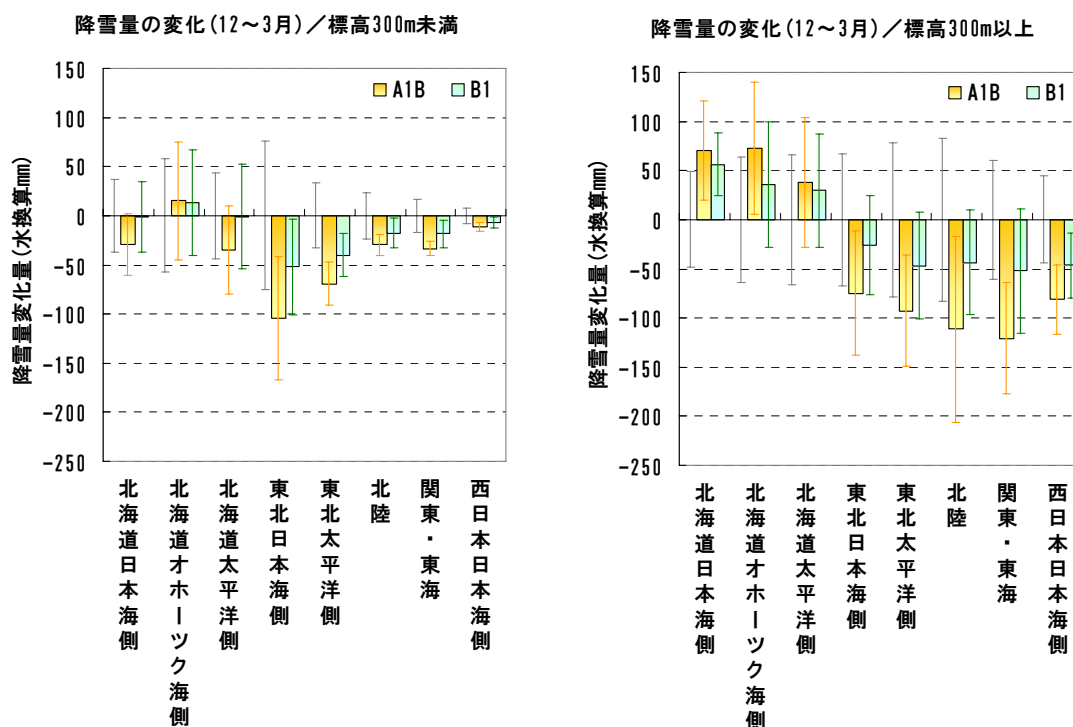 降雪量の変化(12～3月)／標高300m未満
降雪量変化量(水換算mm)
150
100
50
0
-50
-100
-150
-200
-250
A1B
B1
北海道日本海側
北海道オホーツク海側
北海道太平洋側
東北日本海側
東北太平洋側
北陸
関東・東海
西日本日本海側
降雪量の変化(12～3月)／標高300m以上
降雪量変化量(水換算mm)
150
100
50
0
-50
-100
-150
-200
-250
A1B
B1
北海道日本海側
北海道オホーツク海側
北海道太平洋側
東北日本海側
東北太平洋側
北陸
関東・東海
西日本日本海側